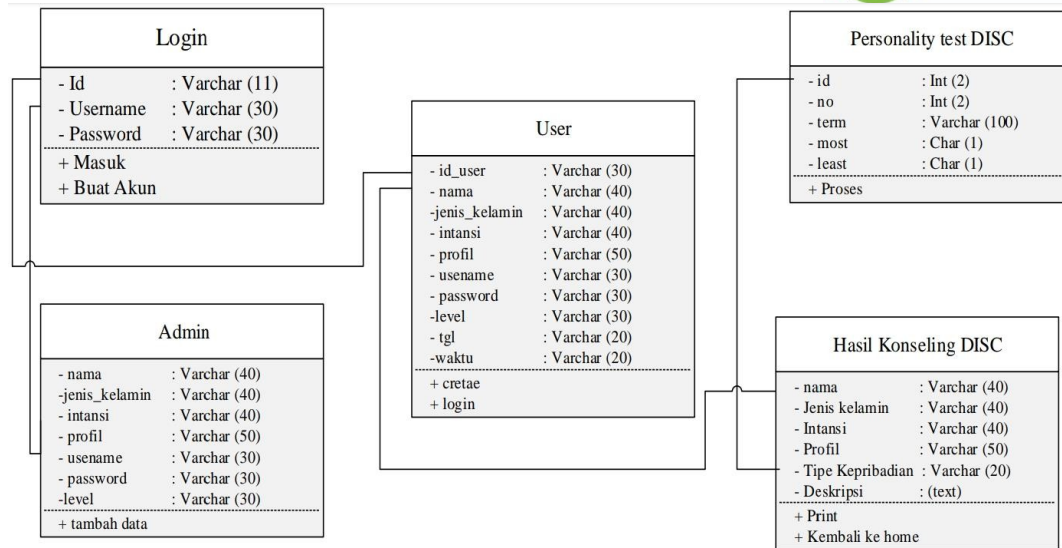 Login
- Id : Varchar (11)
- Username : Varchar (30)
- Password : Varchar (30)
+ Masuk
+ Buat Akun
User
- id_user : Varchar (30)
- nama : Varchar (40)
-jenis_kelamin : Varchar (40)
- intansi : Varchar (40)
- profil : Varchar (50)
- usename : Varchar (30)
- password : Varchar (30)
-level : Varchar (30)
- tgl : Varchar (20)
-waktu : Varchar (20)
+ cretae
+ login
Personality test DISC
- id : Int (2)
- no : Int (2)
- term : Varchar (100)
- most : Char (1)
- least : Char (1)
+ Proses
Admin
- nama : Varchar (40)
-jenis_kelamin : Varchar (40)
- intansi : Varchar (40)
- profil : Varchar (50)
- usename : Varchar (30)
- password : Varchar (30)
-level : Varchar (30)
+ tambah data
Hasil Konseling DISC
- nama : Varchar (40)
- Jenis kelamin : Varchar (40)
- Intansi : Varchar (40)
- Profil : Varchar (50)
- Tipe Kepribadian : Varchar (20)
- Deskripsi : (text)
+ Print
+ Kembali ke home